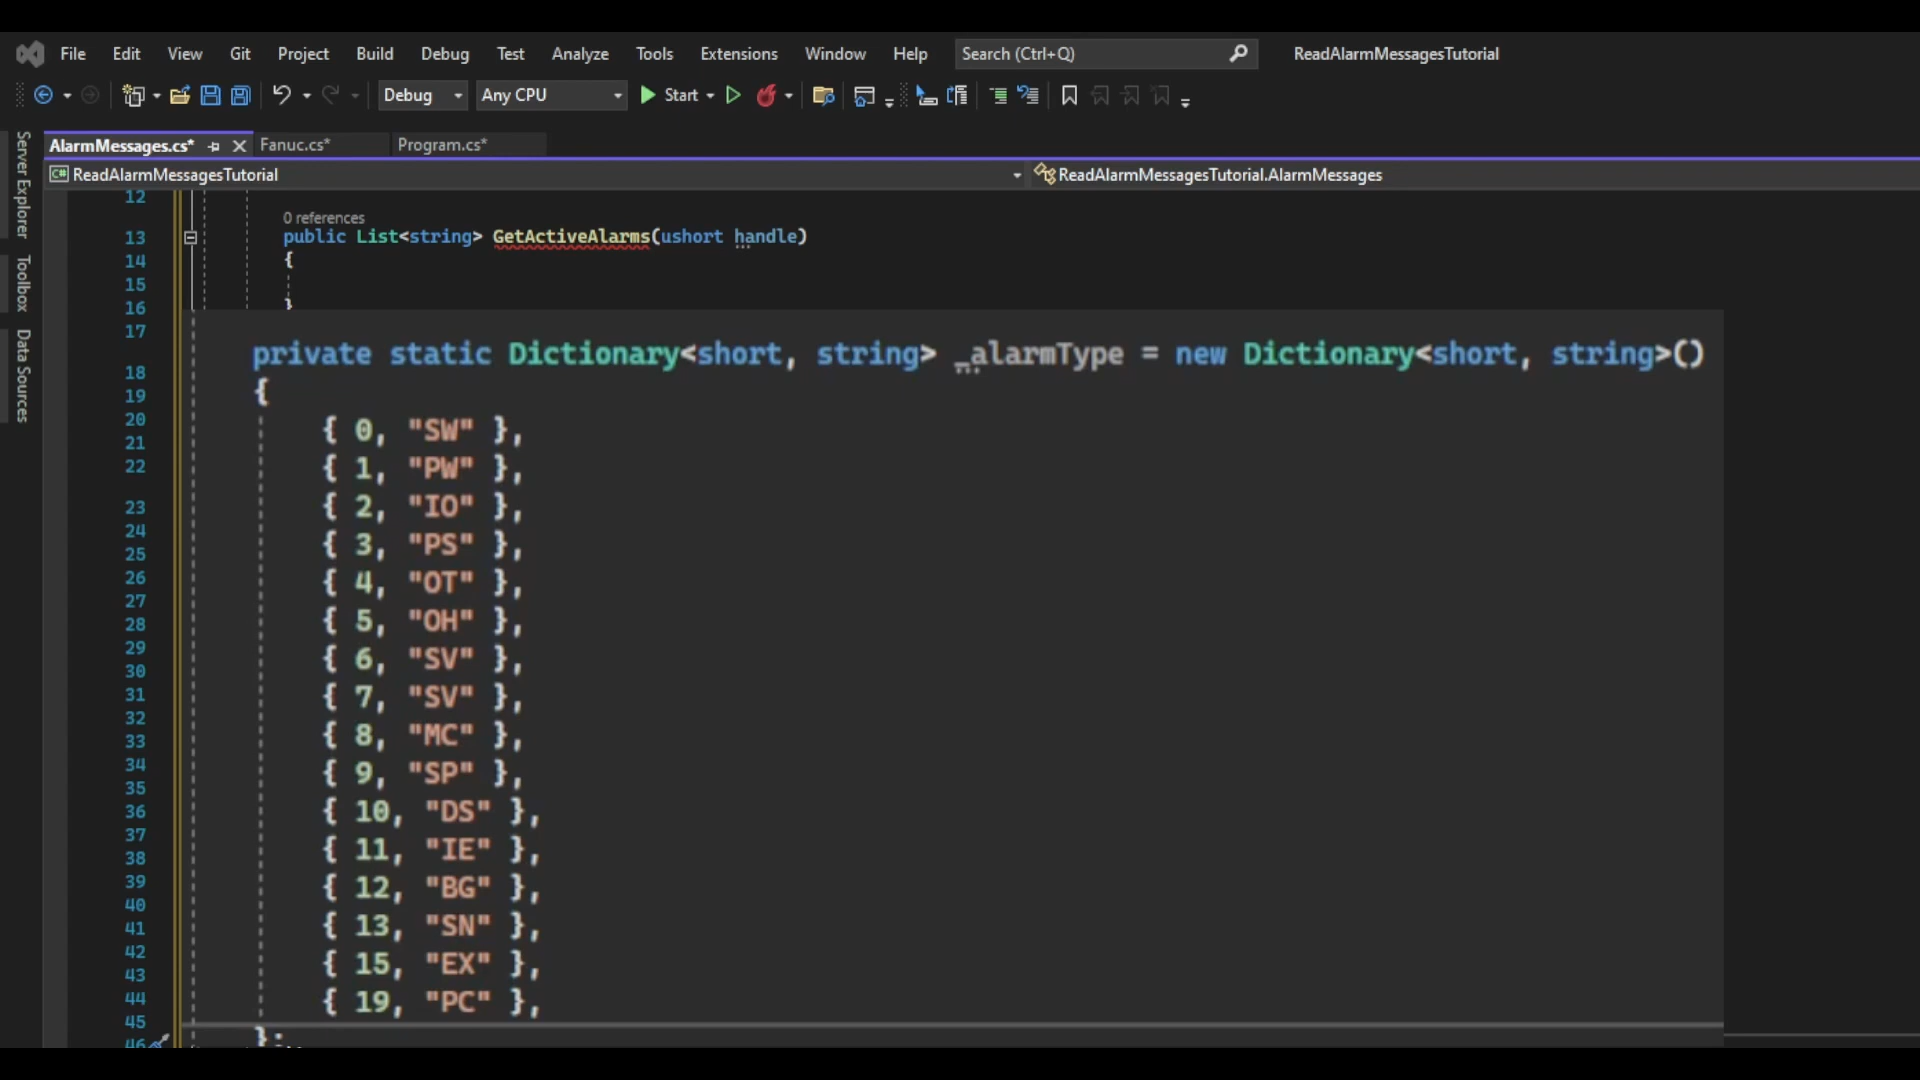 File Edit View Git Project Build Debug Test Analyze Tools Extensions Window Help Search (Ctrl+Q) ReadAlarmMessagesTutorial
Debug Any CPU Start
AlarmMessages.cs* Fanuc.cs* Program.cs*
ReadAlarmMessagesTutorial ReadAlarmMessagesTutorial.AlarmMessages
Server Explorer
Toolbox
Data Sources
12
0 references
13 public List<string> GetActiveAlarms(ushort handle)
14 {
15
16 }
17
private static Dictionary<short, string> _alarmType = new Dictionary<short, string>()
18
19 {
20 { 0, "SW" },
21
22 { 1, "PW" },
23 { 2, "IO" },
24
25 { 3, "PS" },
26 { 4, "OT" },
27
28 { 5, "OH" },
29
30 { 6, "SV" },
31 { 7, "SV" },
32
33 { 8, "MC" },
34 { 9, "SP" },
35
36 { 10, "DS" },
37
38 { 11, "IE" },
39 { 12, "BG" },
40
41 { 13, "SN" },
42
43 { 15, "EX" },
44 { 19, "PC" },
45
46 };